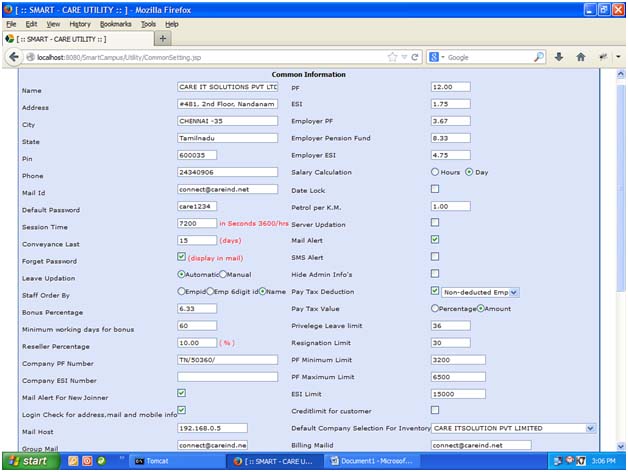 [ :: SMART - CARE UTILITY :: ] - Mozilla Firefox
File Edit View History Bookmarks Tools Help
[ :: SMART - CARE UTILITY :: ]
localhost:8080/SmartCampus/Utility/CommonSetting.jsp Google
Common Information
Name CARE IT SOLUTIONS PVT LTD PF 12.00
Address #481, 2nd Floor, Nandanam ESI 1.75
City CHENNAI -35 Employer PF 3.67
State Tamilnadu Employer Pension Fund 8.33
Pin 600035 Employer ESI 4.75
Phone 24340906 Salary Calculation Hours Day
Mail Id connect@careind.net Date Lock
Default Password care1234 Petrol per K.M. 1.00
Session Time 7200 in Seconds 3600/hrs Server Updation
Conveyance Last 15 (days) Mail Alert
Forget Password (display in mail) SMS Alert
Leave Updation Automatic Manual Hide Admin Info's
Staff Order By Empid Emp 6digit id Name Pay Tax Deduction Non-deducted Emp
Bonus Percentage 6.33 Pay Tax Value Percentage Amount
Minimum working days for bonus 60 Privelege Leave limit 36
Reseller Percentage 10.00 ( % ) Resignation Limit 30
Company PF Number TN/50360/ PF Minimum Limit 3200
Company ESI Number PF Maximum Limit 6500
Mail Alert For New Joinner ESI Limit 15000
Login Check for address,mail and mobile info Creditlimit for customer
Mail Host 192.168.0.5 Default Company Selection For Inventory CARE ITSOLUTION PVT LIMITED
Group Mail connect@careind.ne Billing Mailid connect@careind.net
start Tomcat [ :: SMART - CARE U... Document1 - Microsof... 3:06 PM